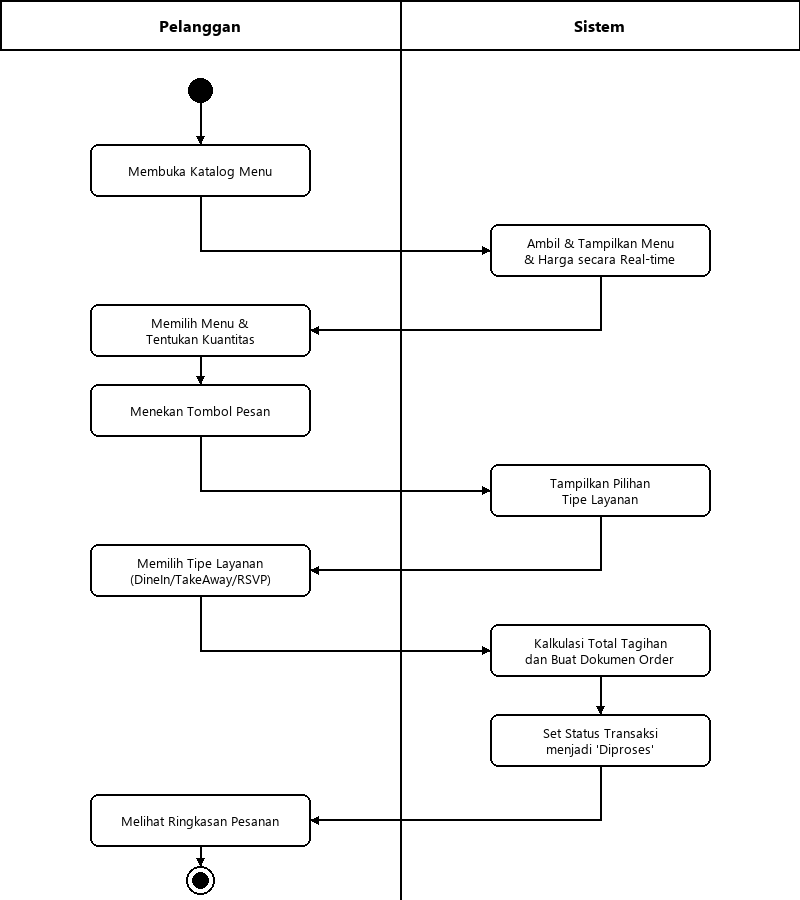 Pelanggan
Sistem
Membuka Katalog Menu
Ambil & Tampilkan Menu
& Harga secara Real-time
Memilih Menu &
Tentukan Kuantitas
Menekan Tombol Pesan
Tampilkan Pilihan
Tipe Layanan
Memilih Tipe Layanan
(DineIn/TakeAway/RSVP)
Kalkulasi Total Tagihan
dan Buat Dokumen Order
Set Status Transaksi
menjadi 'Diproses'
Melihat Ringkasan Pesanan